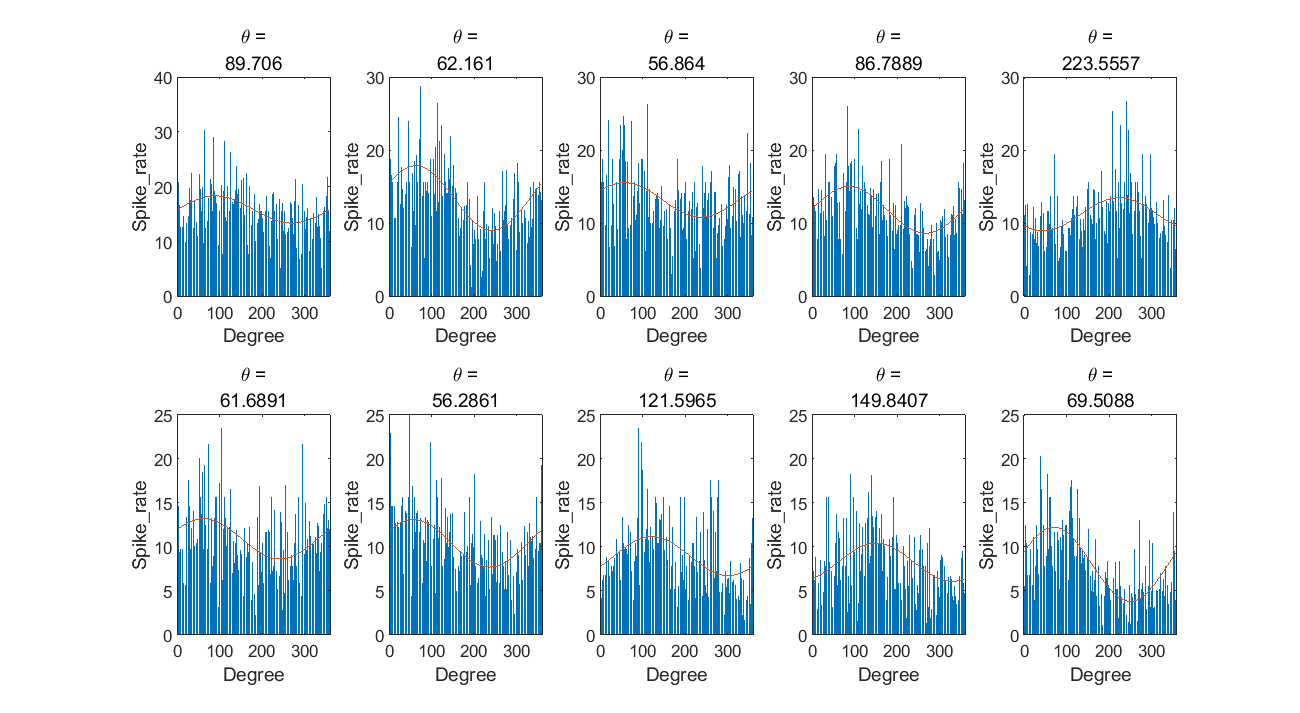 θ = θ = θ = θ = θ =
89.706 62.161 56.864 86.7889 223.5557
40 30 30 30 30
30 20 20 20 20
20 10 10 10 10
10 0 0 0 0
0
Spike_rate Spike_rate Spike_rate Spike_rate Spike_rate
0 100 200 300 0 100 200 300 0 100 200 300 0 100 200 300 0 100 200 300
Degree Degree Degree Degree Degree
θ = θ = θ = θ = θ =
61.6891 56.2861 121.5965 149.8407 69.5088
25 25 25 25 25
20 20 20 20 20
15 15 15 15 15
10 10 10 10 10
5 5 5 5 5
0 0 0 0 0
Spike_rate Spike_rate Spike_rate Spike_rate Spike_rate
0 100 200 300 0 100 200 300 0 100 200 300 0 100 200 300 0 100 200 300
Degree Degree Degree Degree Degree